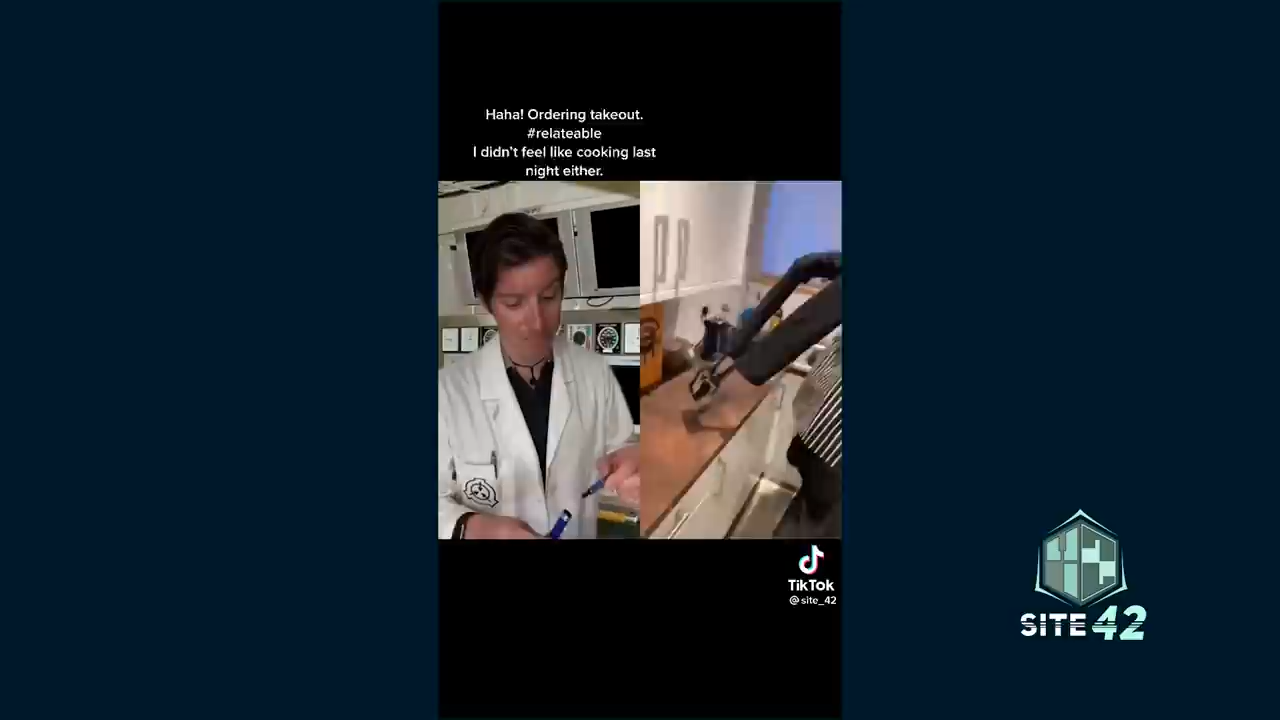 Haha! Ordering takeout.
#relateable
I didn't feel like cooking last
night either.
TikTok
@site_42
SITE 42